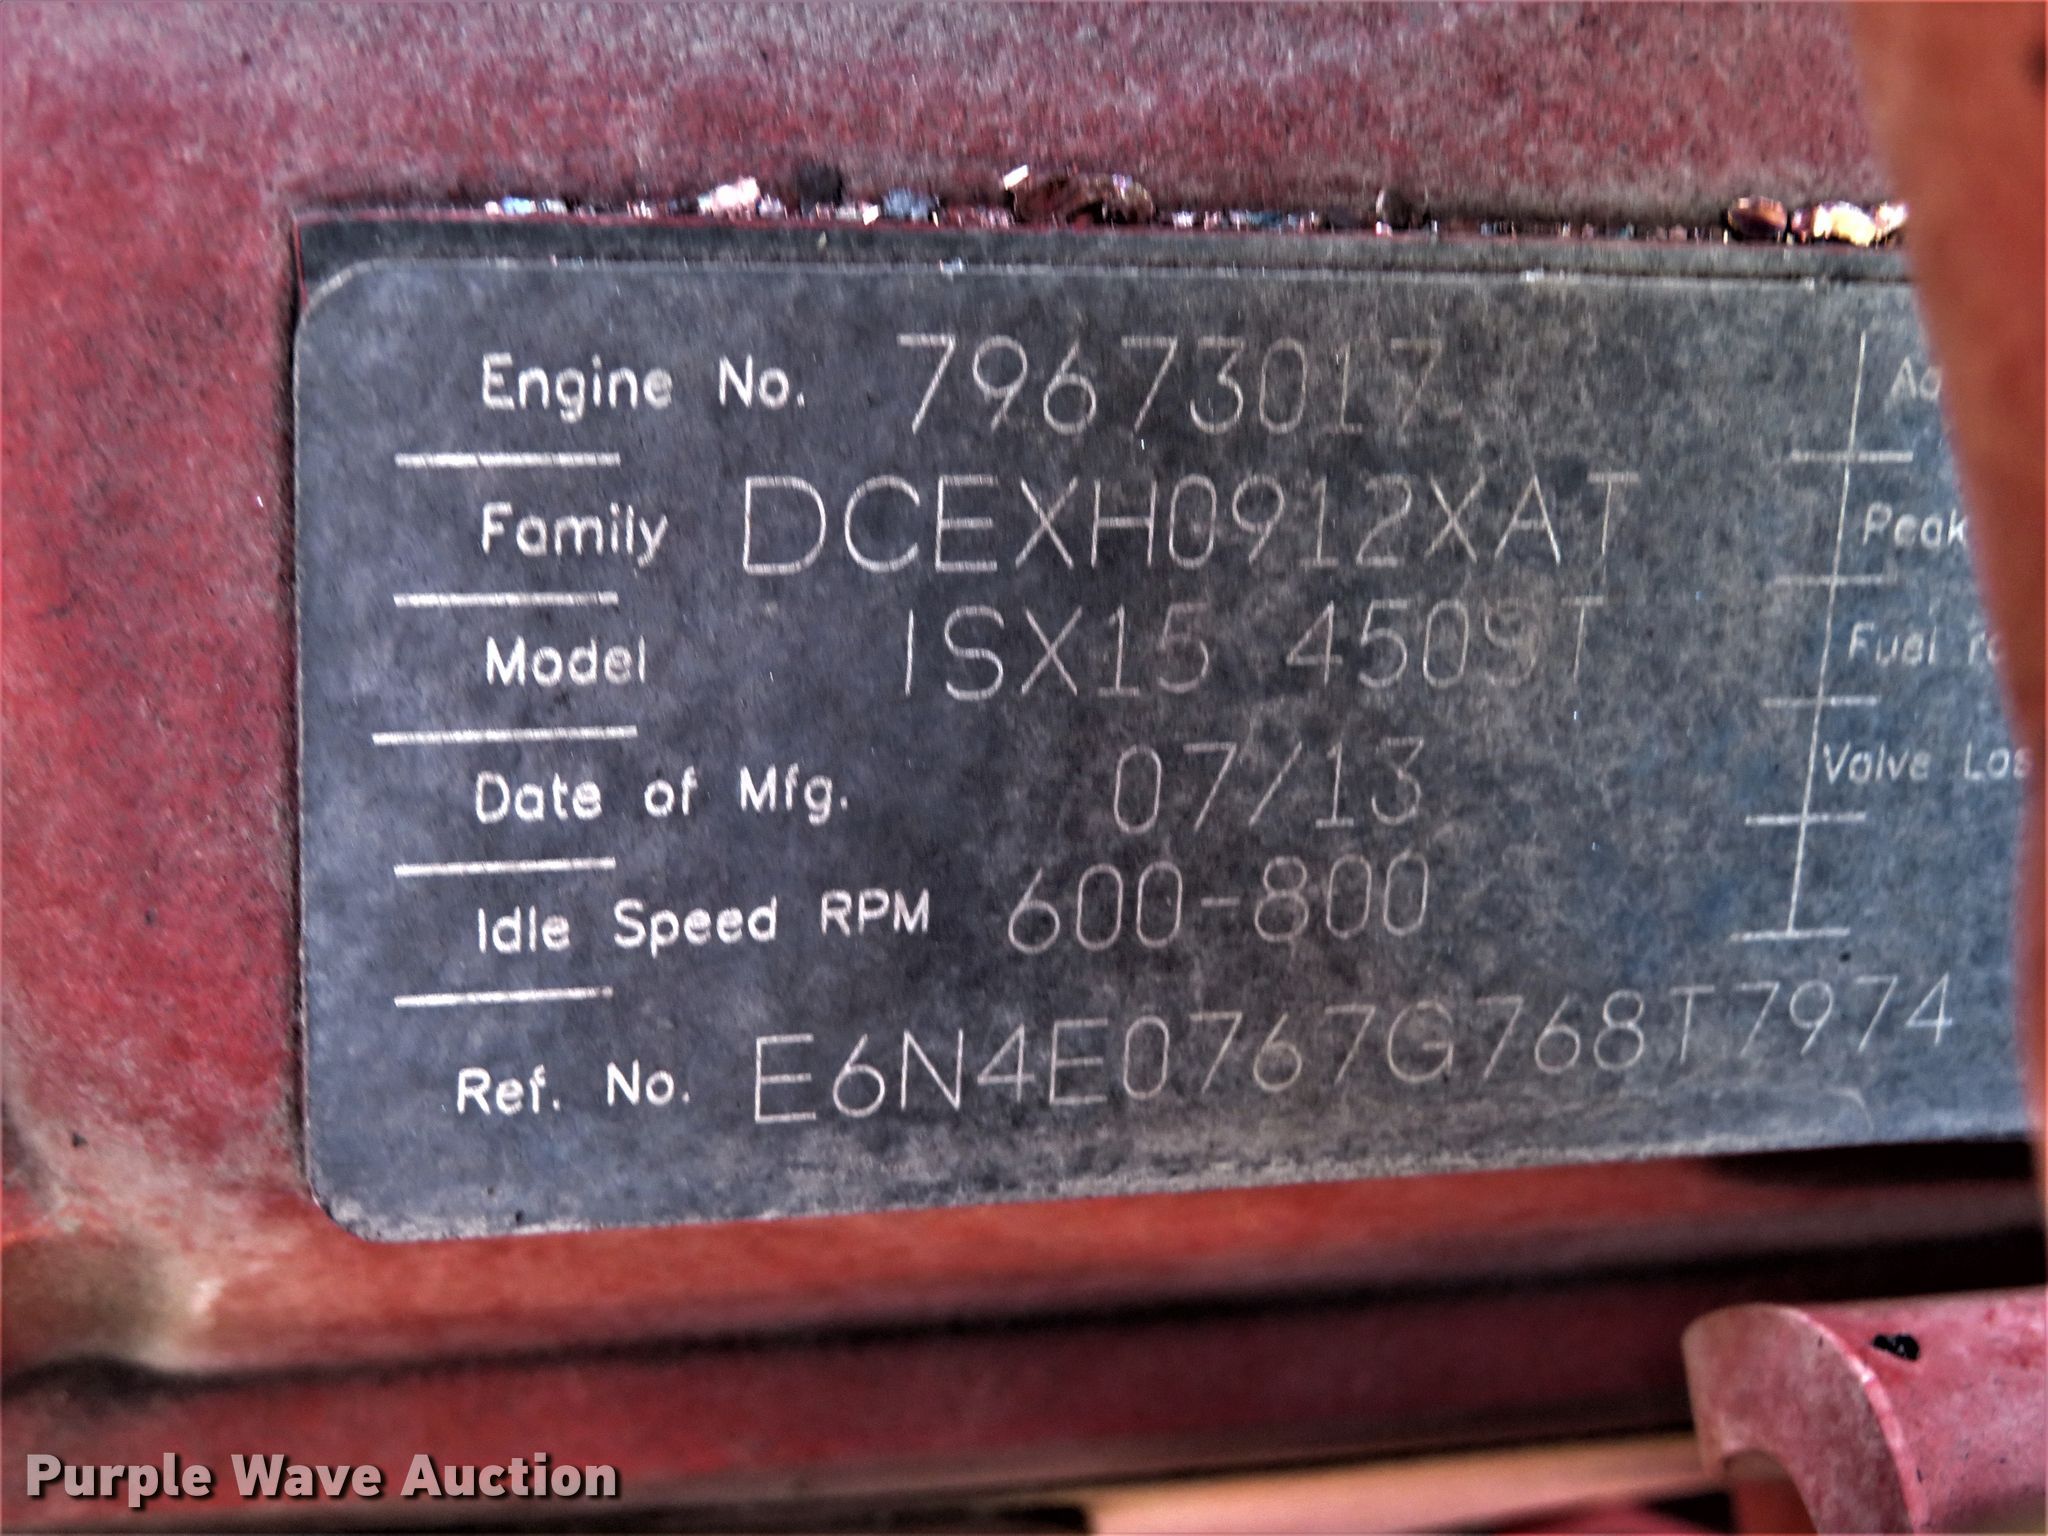 Engine No. 79673017
Family DCEXH0912XAT
Model ISX15 450ST
Date of Mfg. 07/13
Idle Speed RPM 600-800
Ref. No. E6N4E0767G768T7974
Peak
Fuel
Valve
Purple Wave Auction